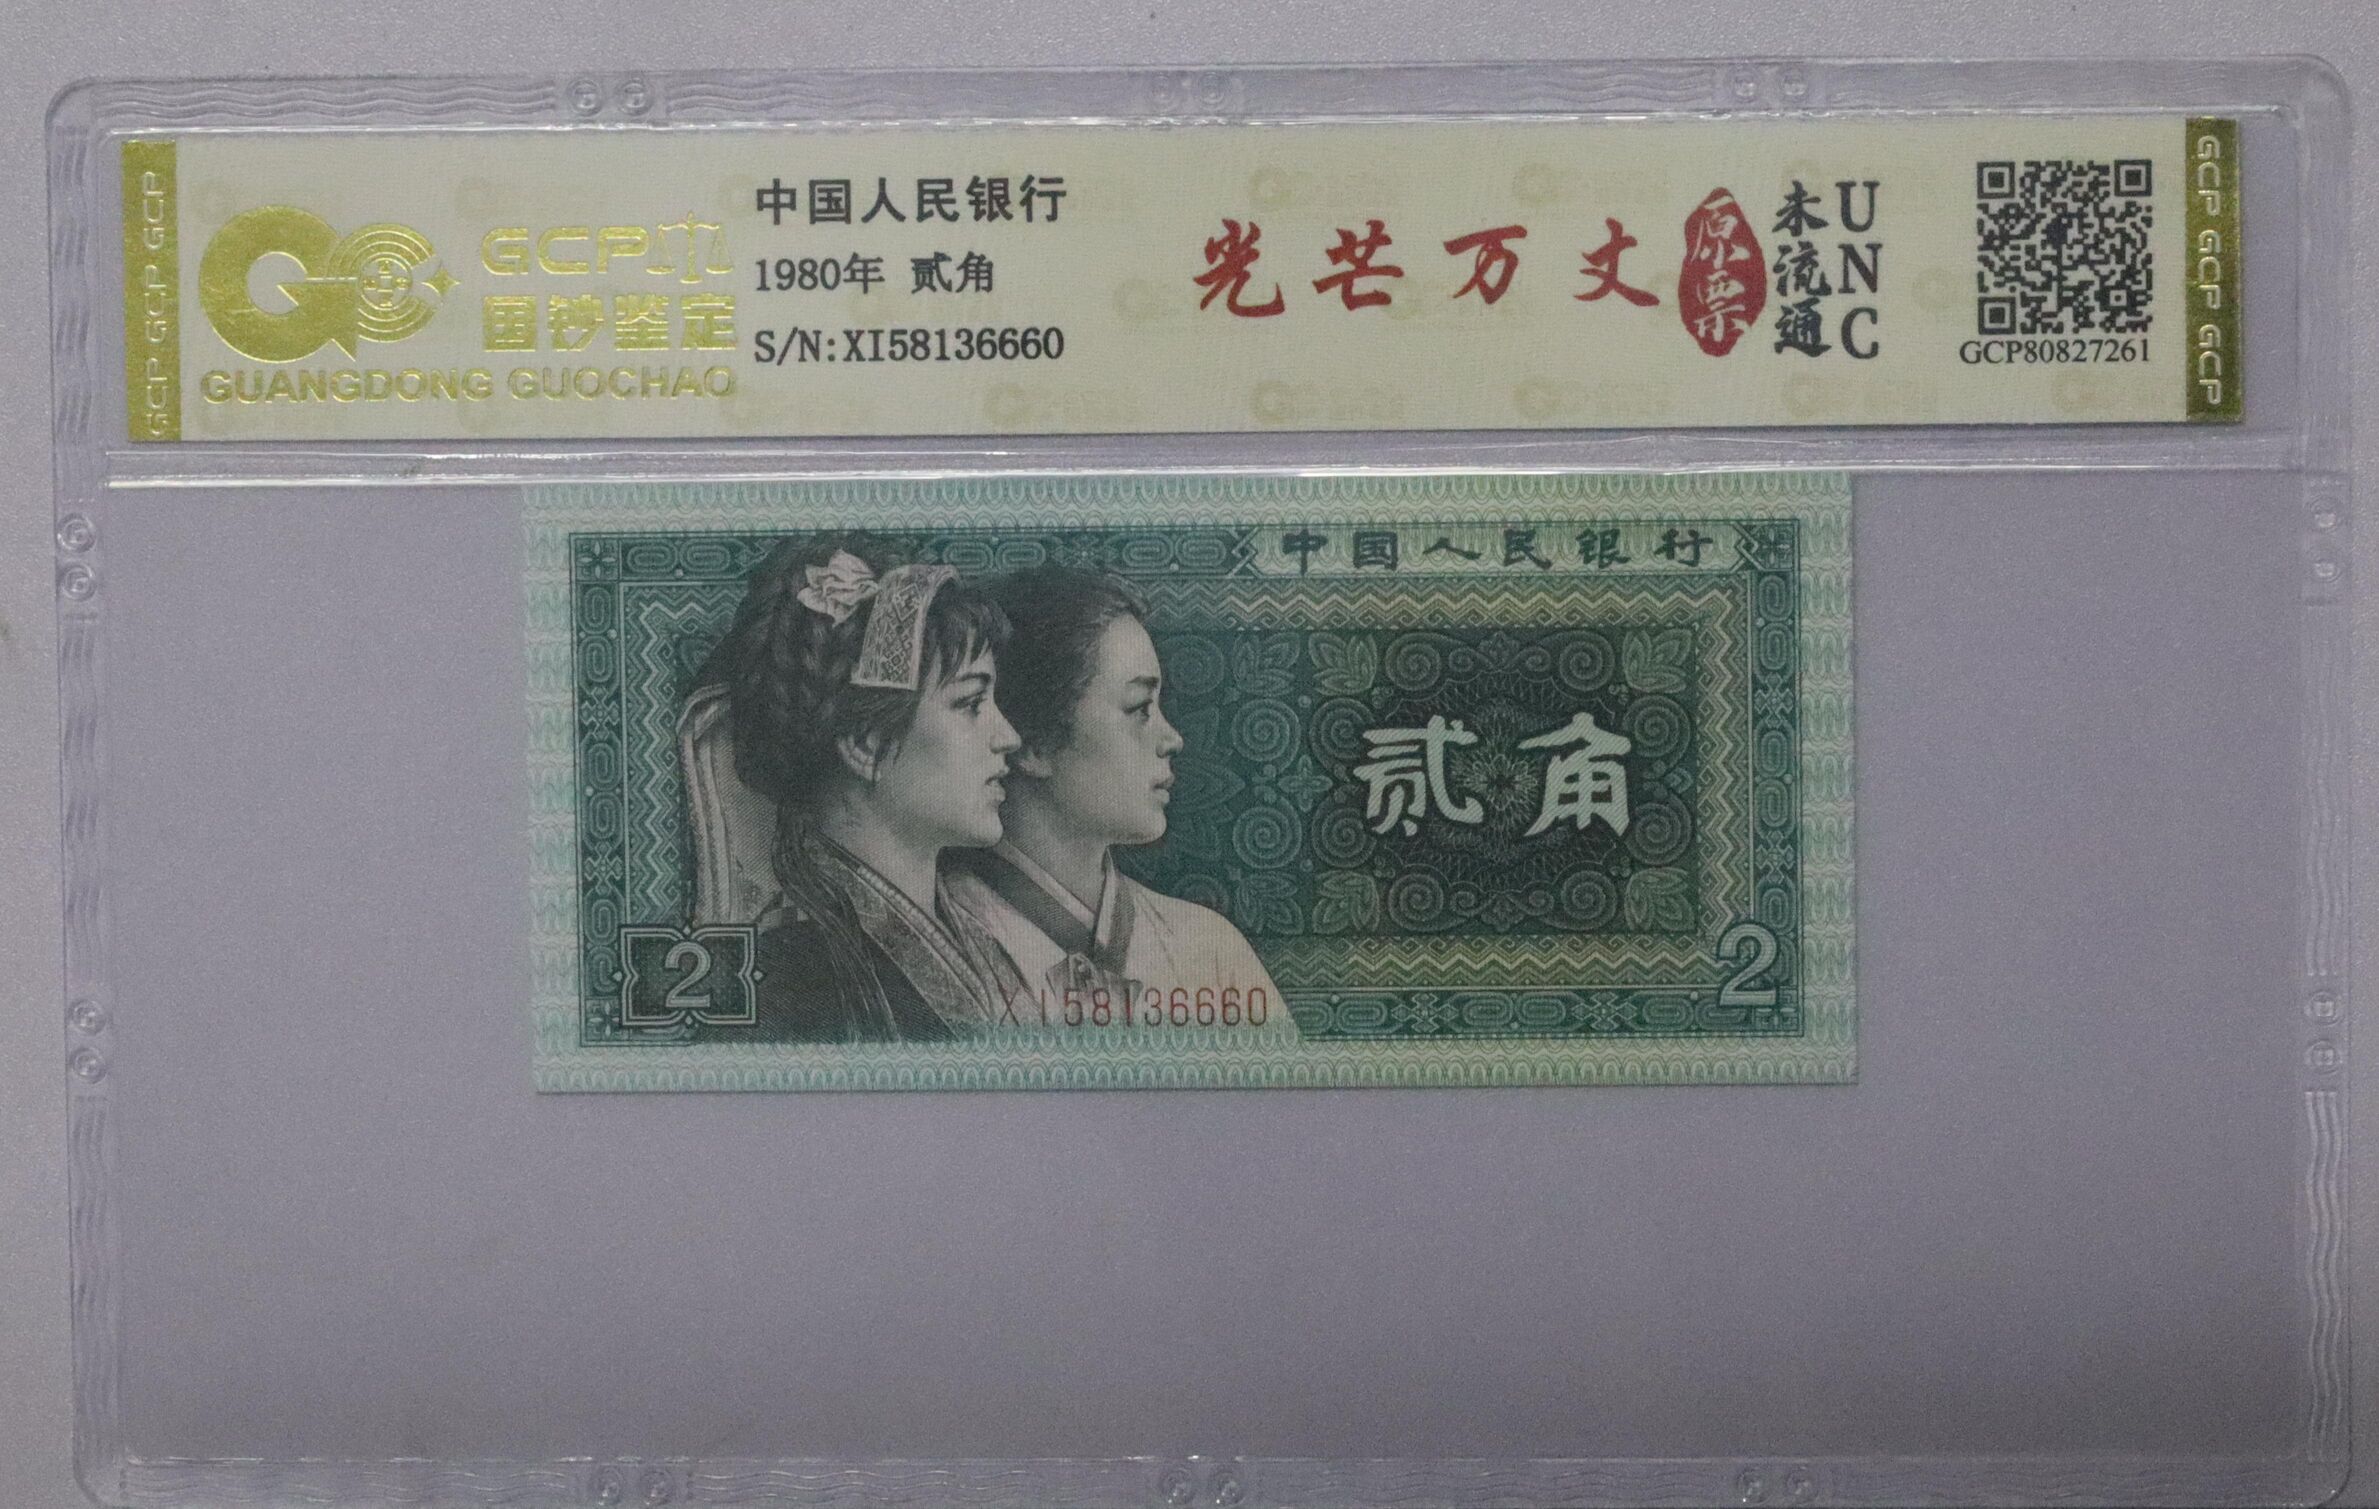 GCP GCP GCP
GCP
国钞鉴定
GUANGDONG GUOCHAO
中国人民银行
1980年 贰角
S/N:XI58136660
光芒万丈
原票
未流通
UNC
GCP80827261
GCP GCP GCP
中国人民银行
贰角
2
2
XI58136660